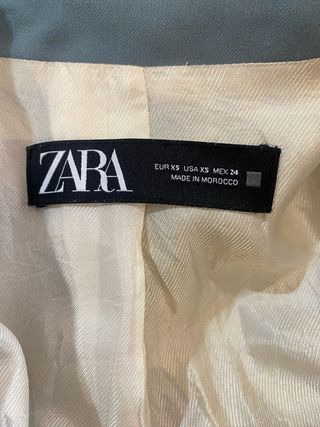 ZARA
EUR XS USA XS MEX 24
MADE IN MOROCCO